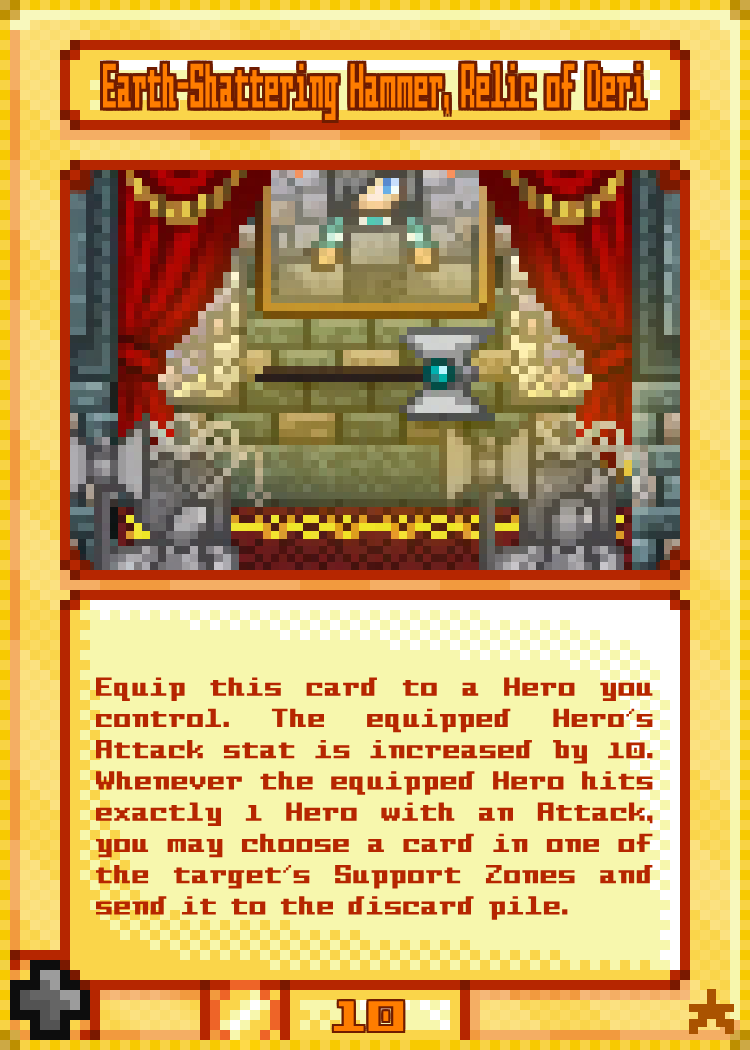 Earth-Shattering Hammer, Relic of Deri
Equip this card to a Hero you
control. The equipped Hero's
Attack stat is increased by 10.
Whenever the equipped Hero hits
exactly 1 Hero with an Attack,
you may choose a card in one of
the target's Support Zones and
send it to the discard pile.
10